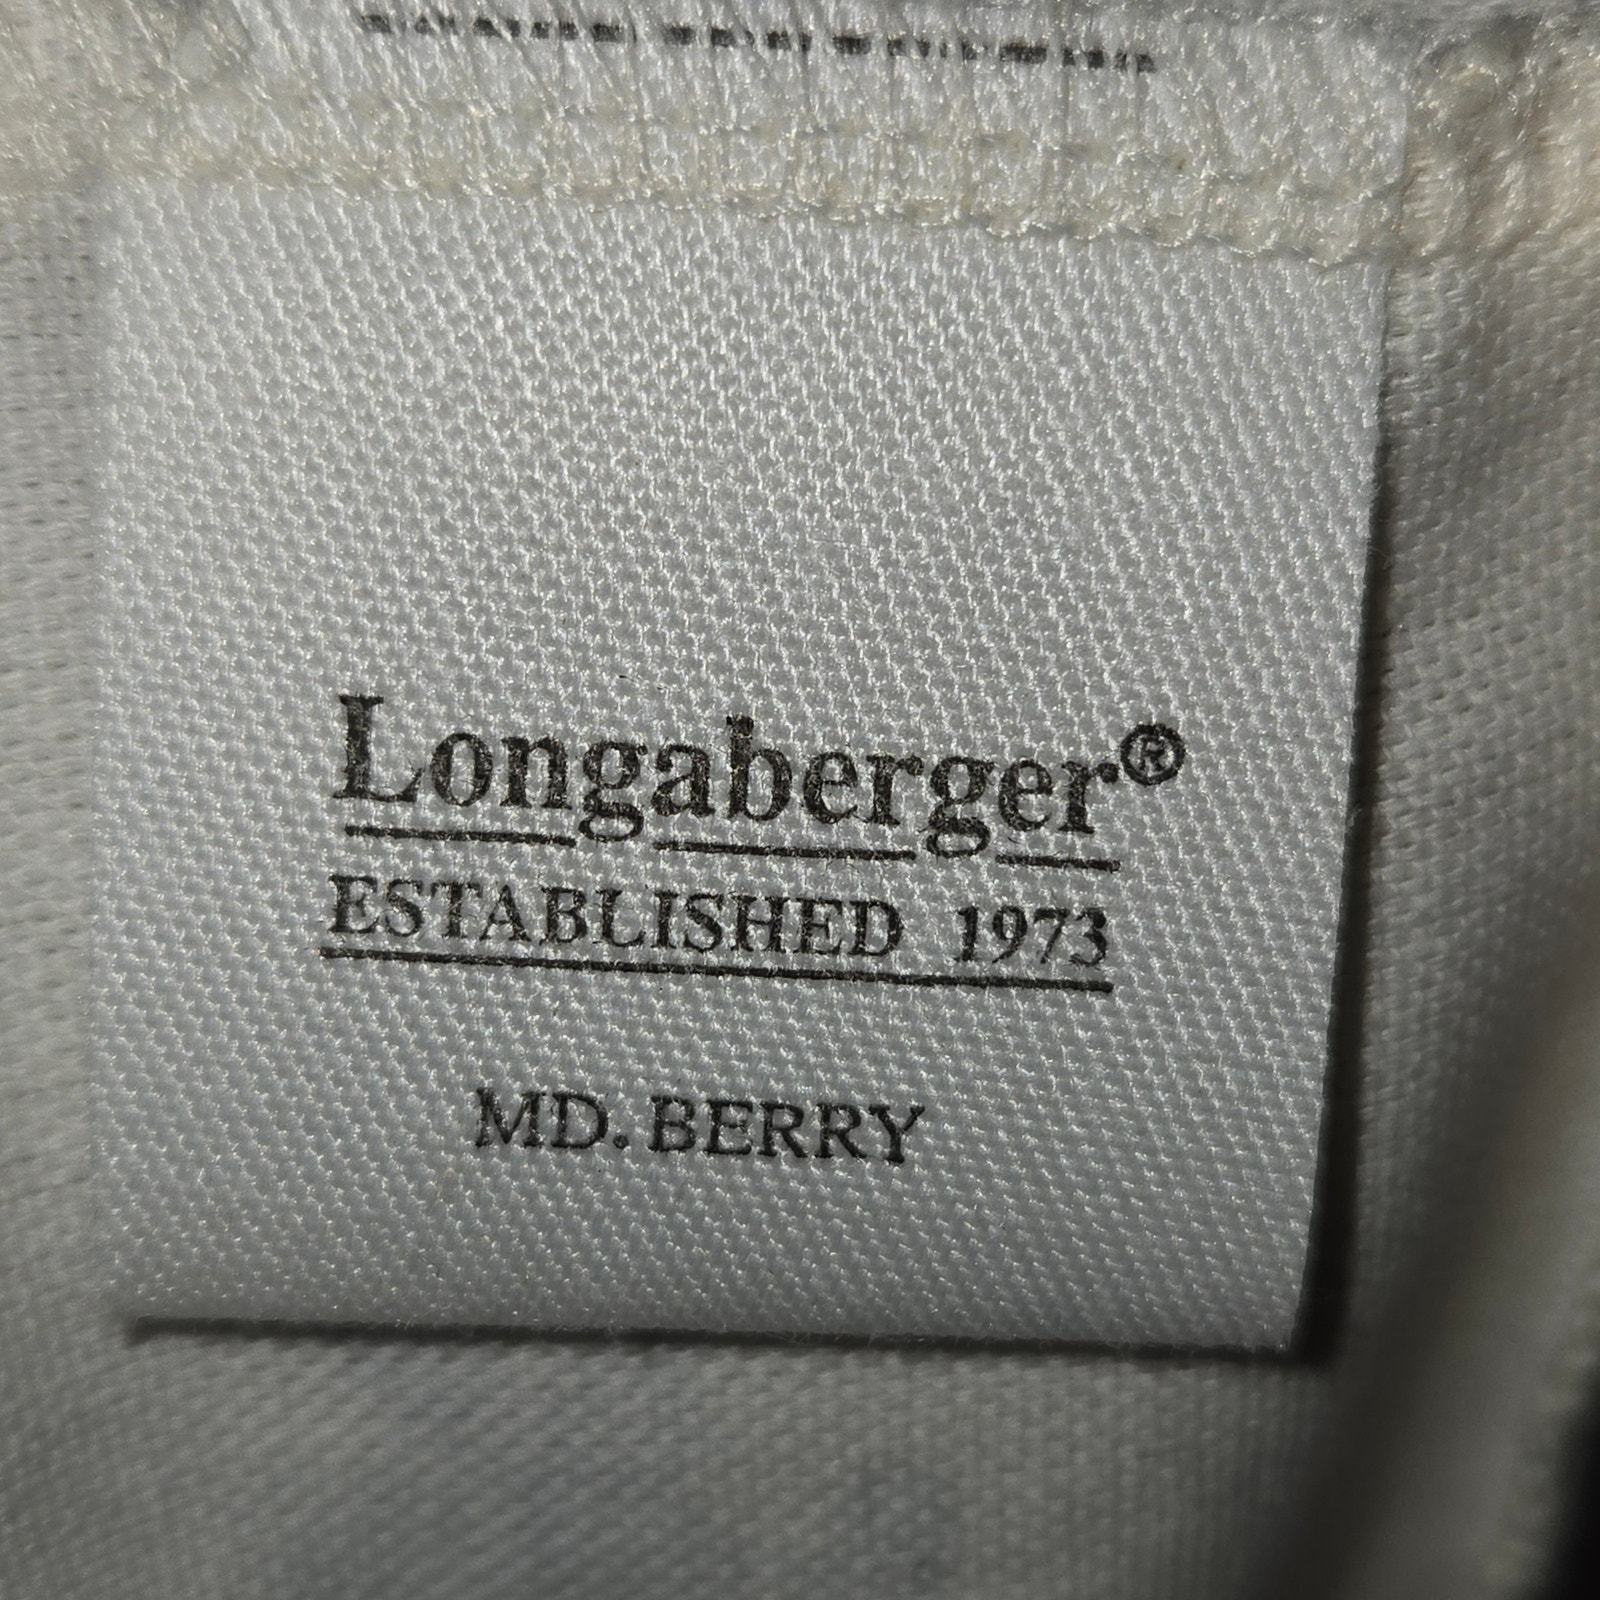 Longaberger®
ESTABLISHED 1973
MD. BERRY